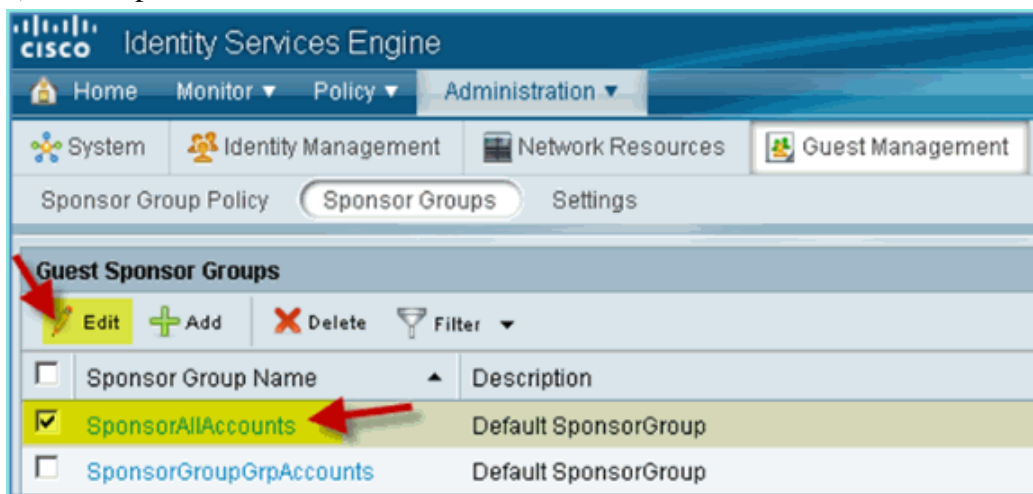 CISCO Identity Services Engine
Home Monitor ▼ Policy ▼ Administration ▼
System Identity Management Network Resources Guest Management
Sponsor Group Policy Sponsor Groups Settings
Guest Sponsor Groups
Edit Add Delete Filter ▼
Sponsor Group Name ▲ Description
SponsorAllAccounts Default SponsorGroup
SponsorGroupGrpAccounts Default SponsorGroup